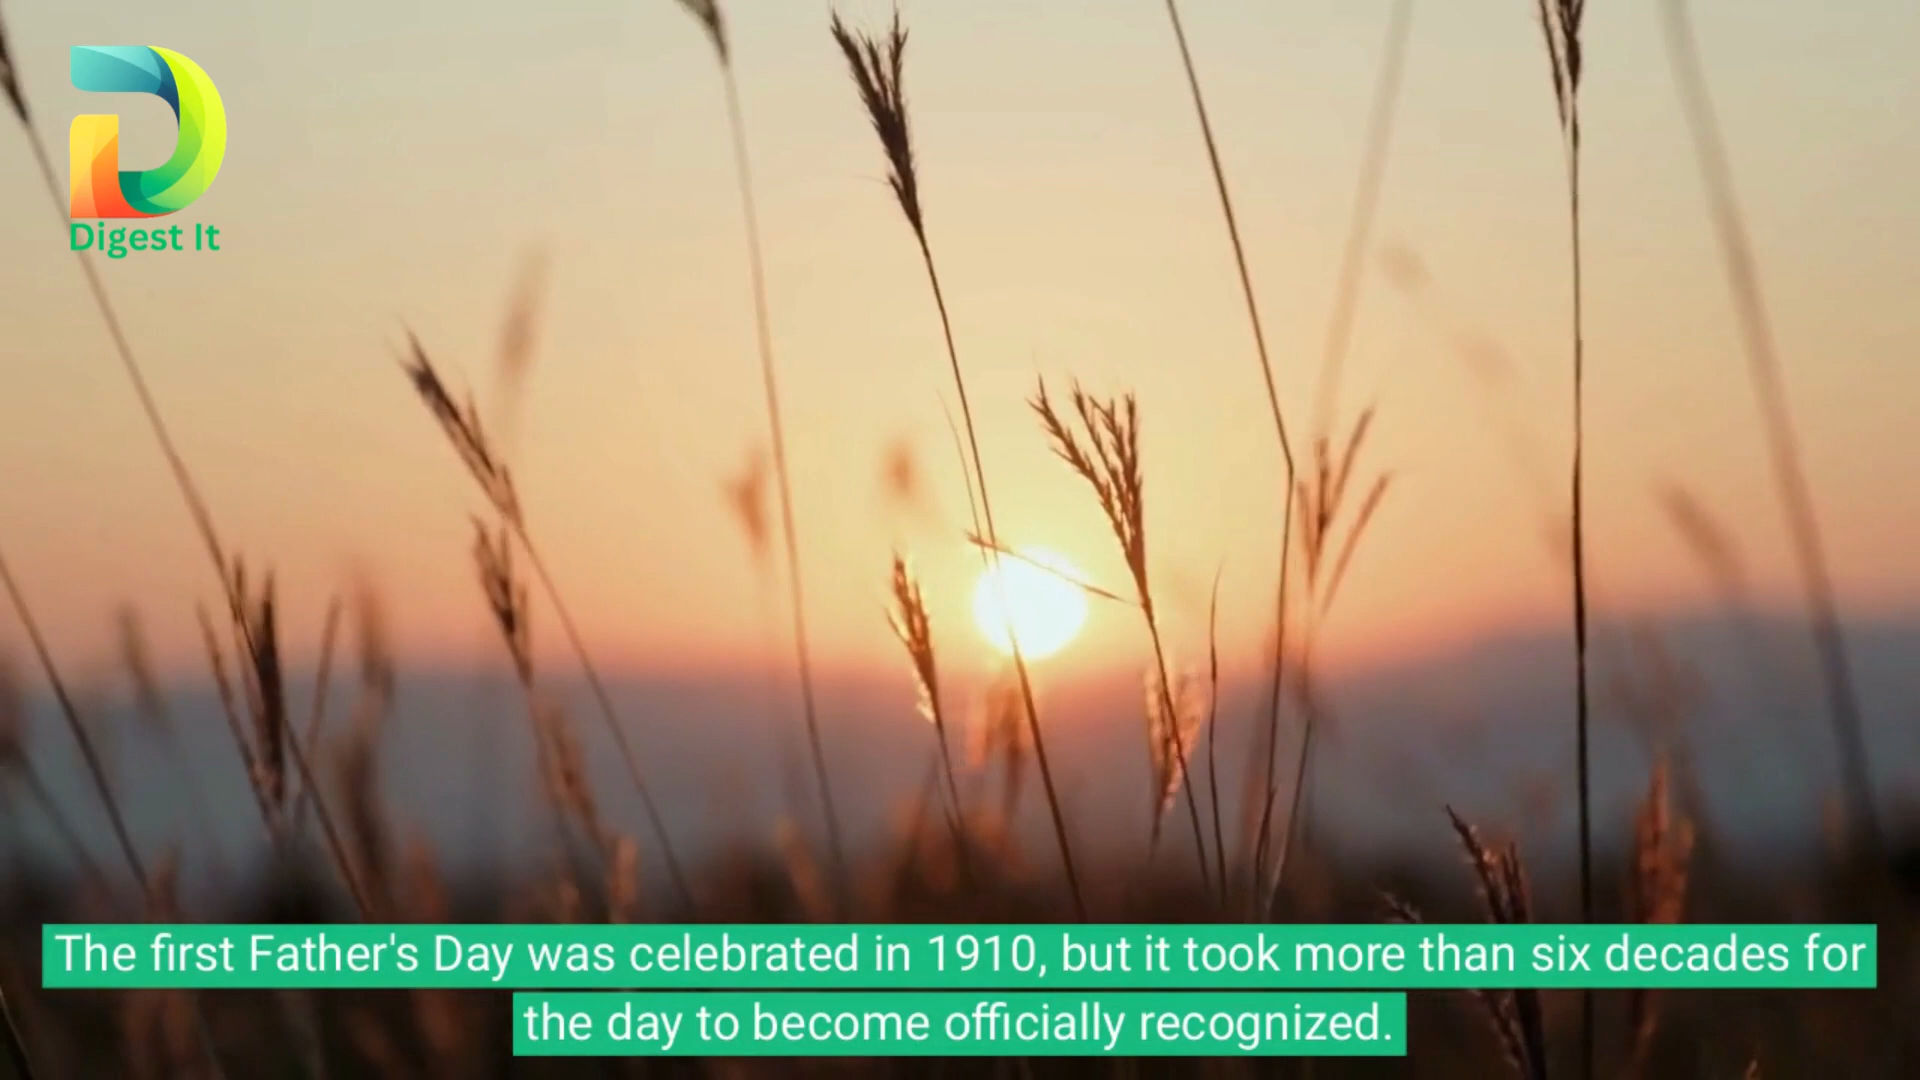 Digest It
The first Father's Day was celebrated in 1910, but it took more than six decades for
the day to become officially recognized.